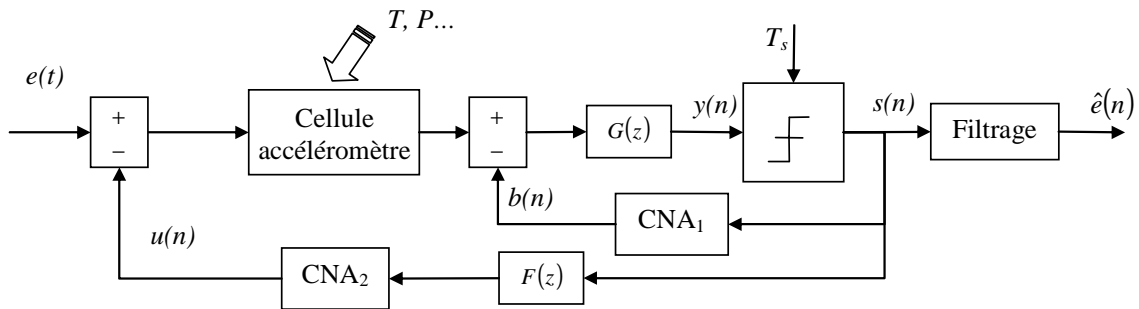 T, P...
T_s
e(t)
+
−
Cellule
accéléromètre
+
−
G(z)
y(n)
s(n)
Filtrage
ê(n)
b(n)
CNA₁
u(n)
CNA₂
F(z)